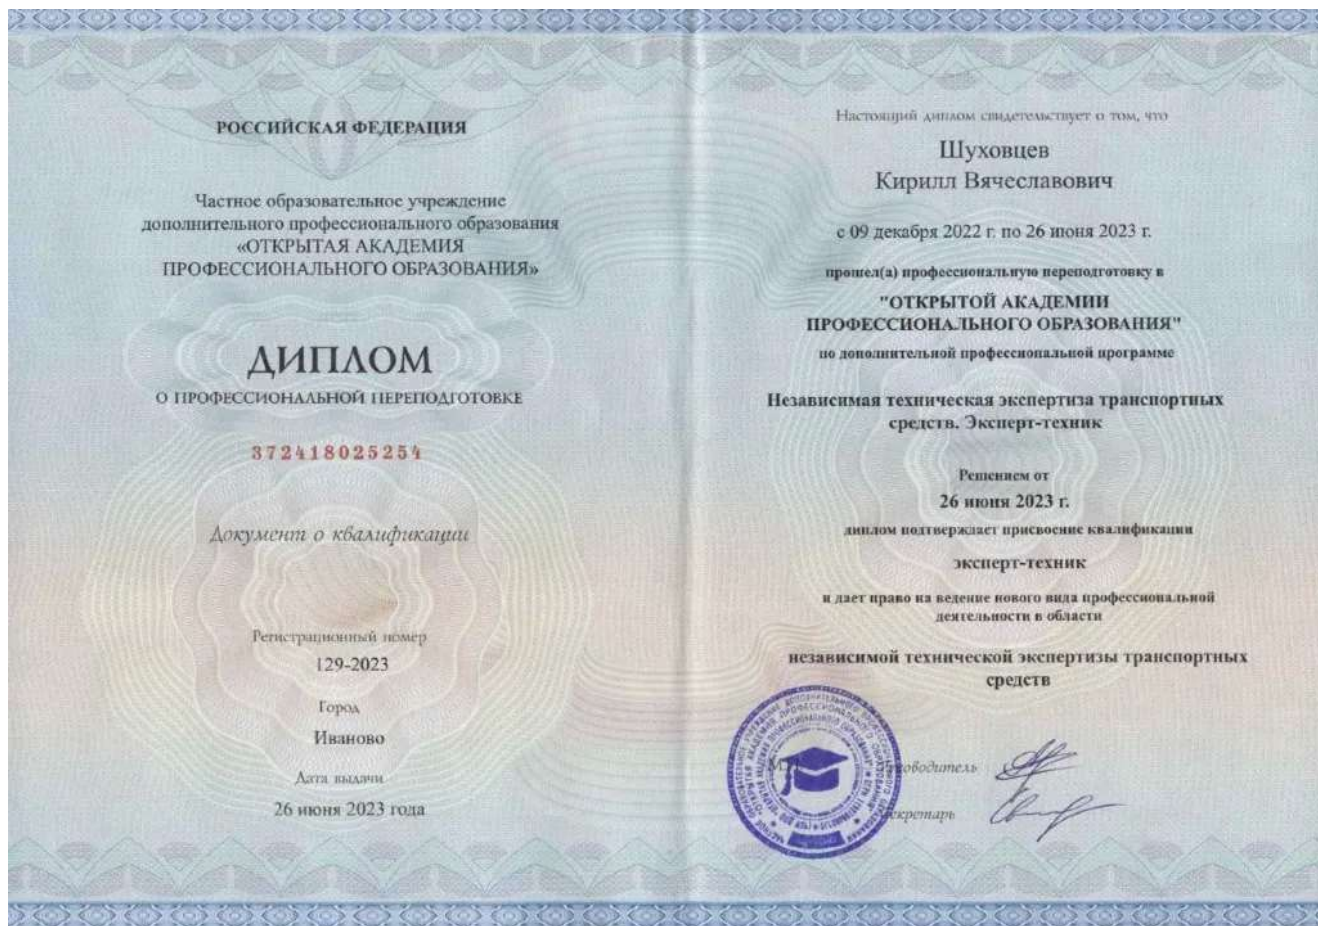 РОССИЙСКАЯ ФЕДЕРАЦИЯ
Частное образовательное учреждение
дополнительного профессионального образования
«ОТКРЫТАЯ АКАДЕМИЯ
ПРОФЕССИОНАЛЬНОГО ОБРАЗОВАНИЯ»
ДИПЛОМ
О ПРОФЕССИОНАЛЬНОЙ ПЕРЕПОДГОТОВКЕ
372418025254
Документ о квалификации
Регистрационный номер
129-2023
Город
Иваново
Дата выдачи
26 июня 2023 года
Настоящий диплом свидетельствует о том, что
Шуховцев
Кирилл Вячеславович
с 09 декабря 2022 г. по 26 июня 2023 г.
прошел(а) профессиональную переподготовку в
"ОТКРЫТОЙ АКАДЕМИИ
ПРОФЕССИОНАЛЬНОГО ОБРАЗОВАНИЯ"
по дополнительной профессиональной программе
Независимая техническая экспертиза транспортных
средств. Эксперт-техник
Решением от
26 июня 2023 г.
диплом подтверждает присвоение квалификации
эксперт-техник
и дает право на ведение нового вида профессиональной
деятельности в области
независимой технической экспертизы транспортных
средств
М.П.
Руководитель
Секретарь